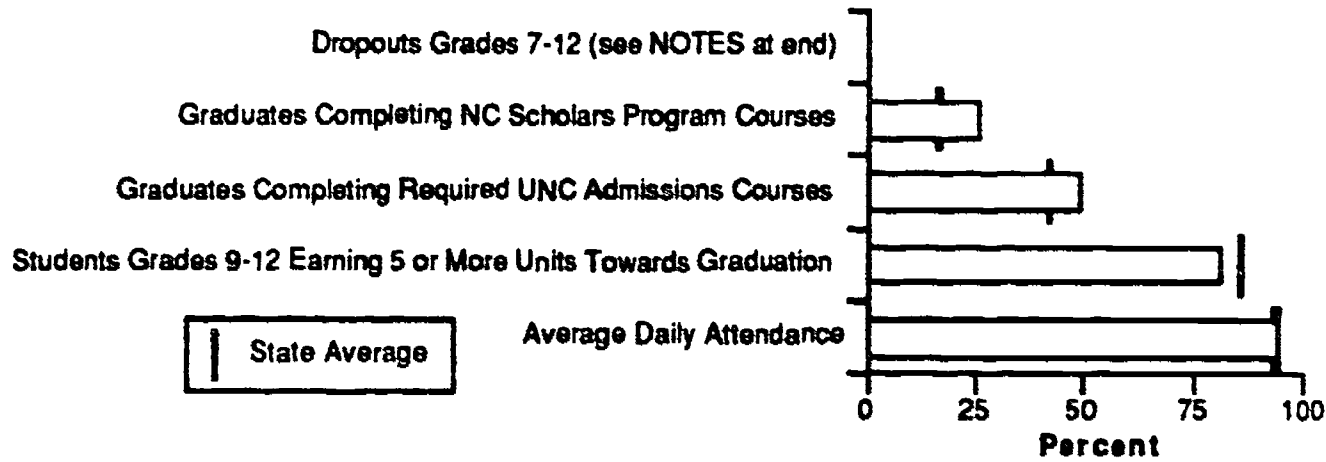 Dropouts Grades 7-12 (see NOTES at end)
Graduates Completing NC Scholars Program Courses
Graduates Completing Required UNC Admissions Courses
Students Grades 9-12 Earning 5 or More Units Towards Graduation
Average Daily Attendance
State Average
0 25 50 75 100
Percent